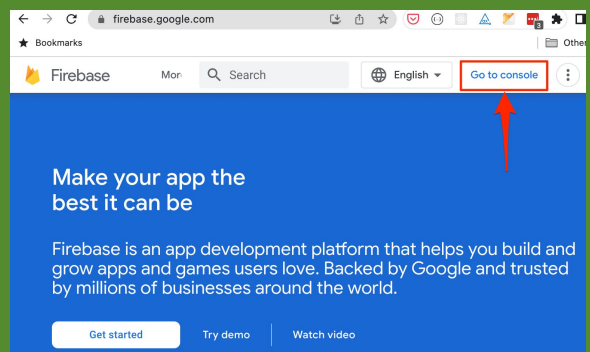 firebase.google.com
3
Bookmarks
Other
Firebase
Mor
Search
English
Go to console
Make your app the
best it can be
Firebase is an app development platform that helps you build and
grow apps and games users love. Backed by Google and trusted
by millions of businesses around the world.
Get started
Try demo
Watch video